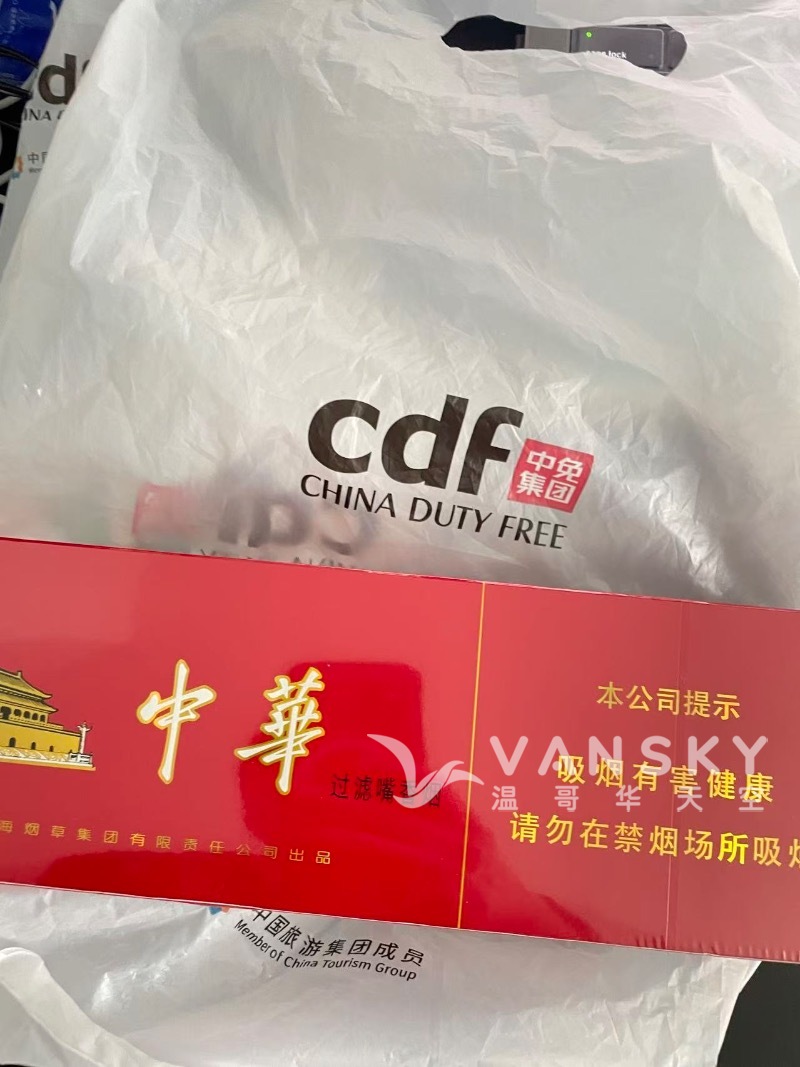 cdf
中免
集团
CHINA DUTY FREE
中華
过滤嘴香烟
海烟草集团有限责任公司出品
本公司提示
吸烟有害健康
请勿在禁烟场所吸烟
VANSKY
温哥华天空
中国旅游集团成员
Member of China Tourism Group